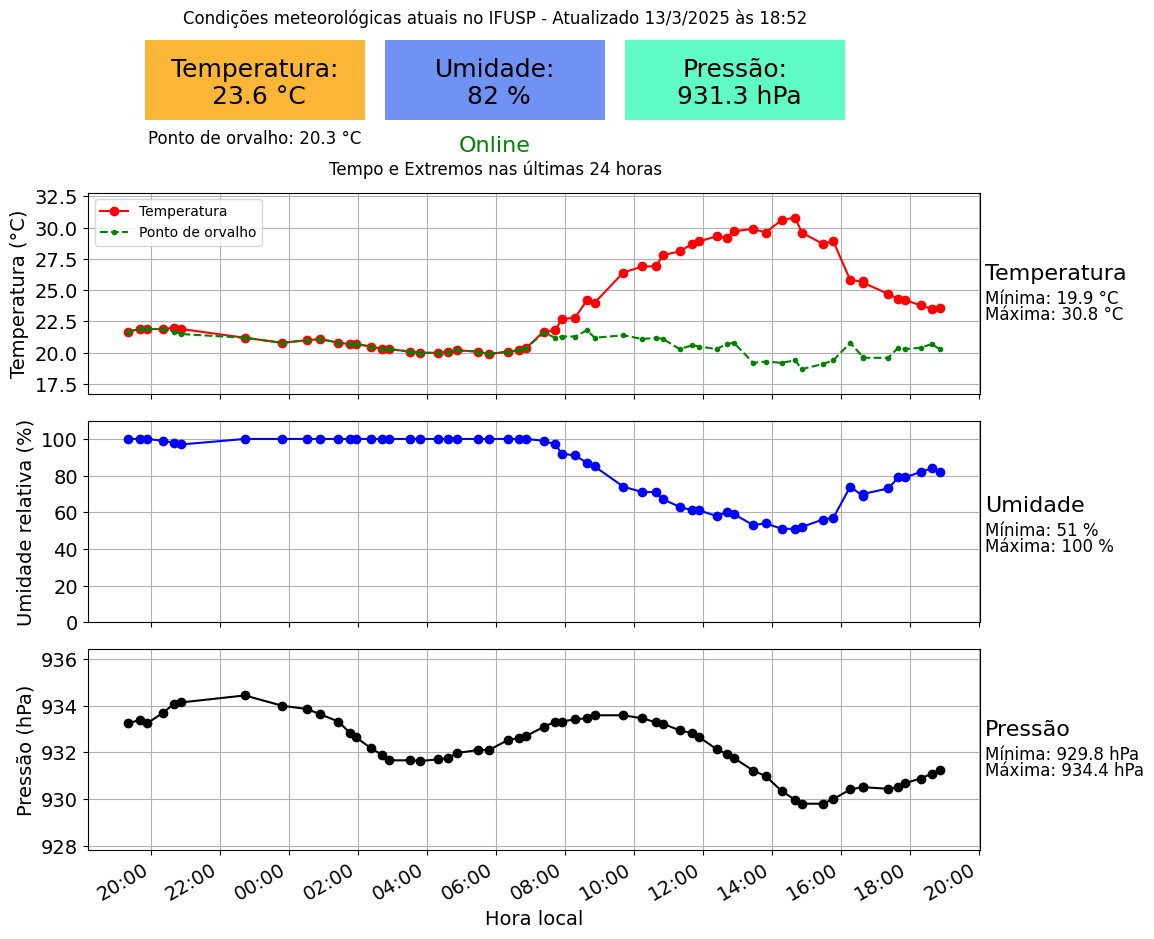 Condições meteorológicas atuais no IFUSP - Atualizado 13/3/2025 às 18:52
Temperatura:
23.6 °C
Umidade:
82 %
Pressão:
931.3 hPa
Ponto de orvalho: 20.3 °C
Online
Tempo e Extremos nas últimas 24 horas
Temperatura (°C)
32.5
30.0
27.5
25.0
22.5
20.0
17.5
Temperatura
Ponto de orvalho
Temperatura
Mínima: 19.9 °C
Máxima: 30.8 °C
Umidade relativa (%)
100
80
60
40
20
0
Umidade
Mínima: 51 %
Máxima: 100 %
Pressão (hPa)
936
934
932
930
928
Pressão
Mínima: 929.8 hPa
Máxima: 934.4 hPa
20:00
22:00
00:00
02:00
04:00
06:00
08:00
10:00
12:00
14:00
16:00
18:00
20:00
Hora local